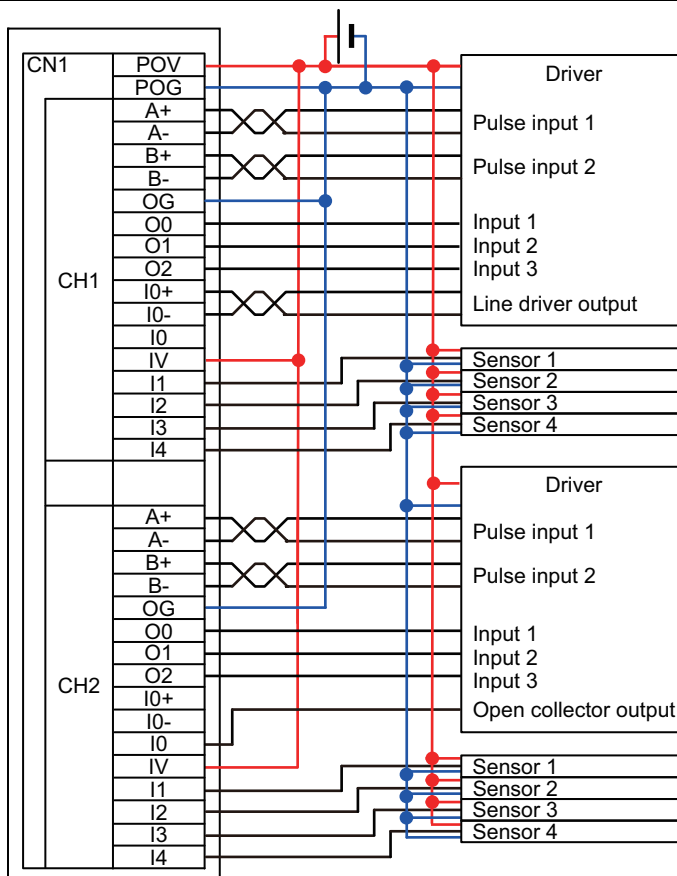 CN1
POV
POG
CH1
A+
A-
B+
B-
OG
O0
O1
O2
I0+
I0-
I0
IV
I1
I2
I3
I4
Driver
Pulse input 1
Pulse input 2
Input 1
Input 2
Input 3
Line driver output
Sensor 1
Sensor 2
Sensor 3
Sensor 4
CH2
A+
A-
B+
B-
OG
O0
O1
O2
I0+
I0-
I0
IV
I1
I2
I3
I4
Driver
Pulse input 1
Pulse input 2
Input 1
Input 2
Input 3
Open collector output
Sensor 1
Sensor 2
Sensor 3
Sensor 4